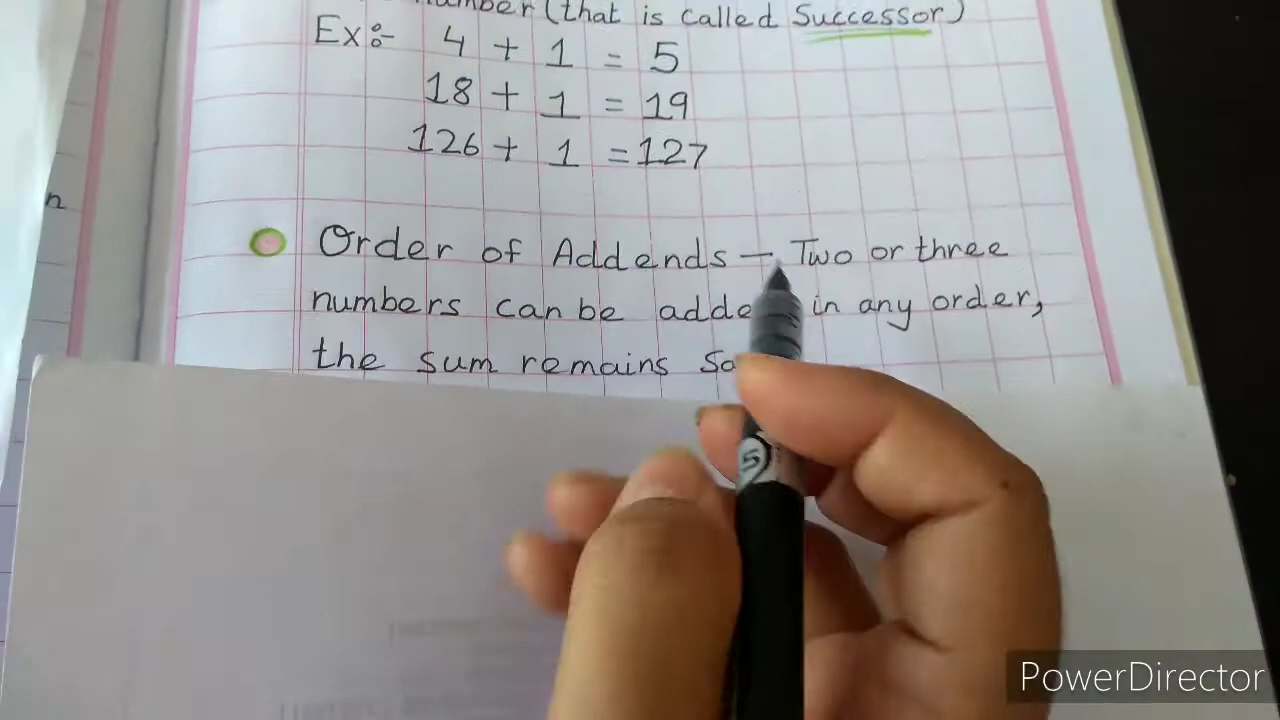 number (that is called Successor)
Ex:- 4 + 1 = 5
18 + 1 = 19
126 + 1 = 127
n
Order of Addends - Two or three
numbers can be adde in any order,
the sum remains
5
PowerDirector